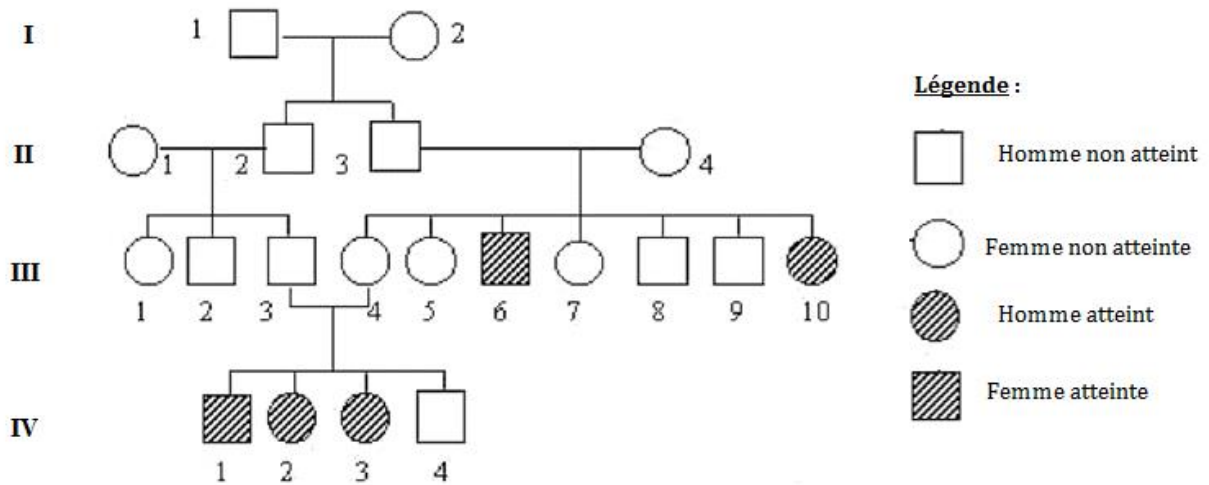 I
1
2
Légende :
II
1
2
3
4
Homme non atteint
Femme non atteinte
III
1
2
3
4
5
6
7
8
9
10
Homme atteint
Femme atteinte
IV
1
2
3
4